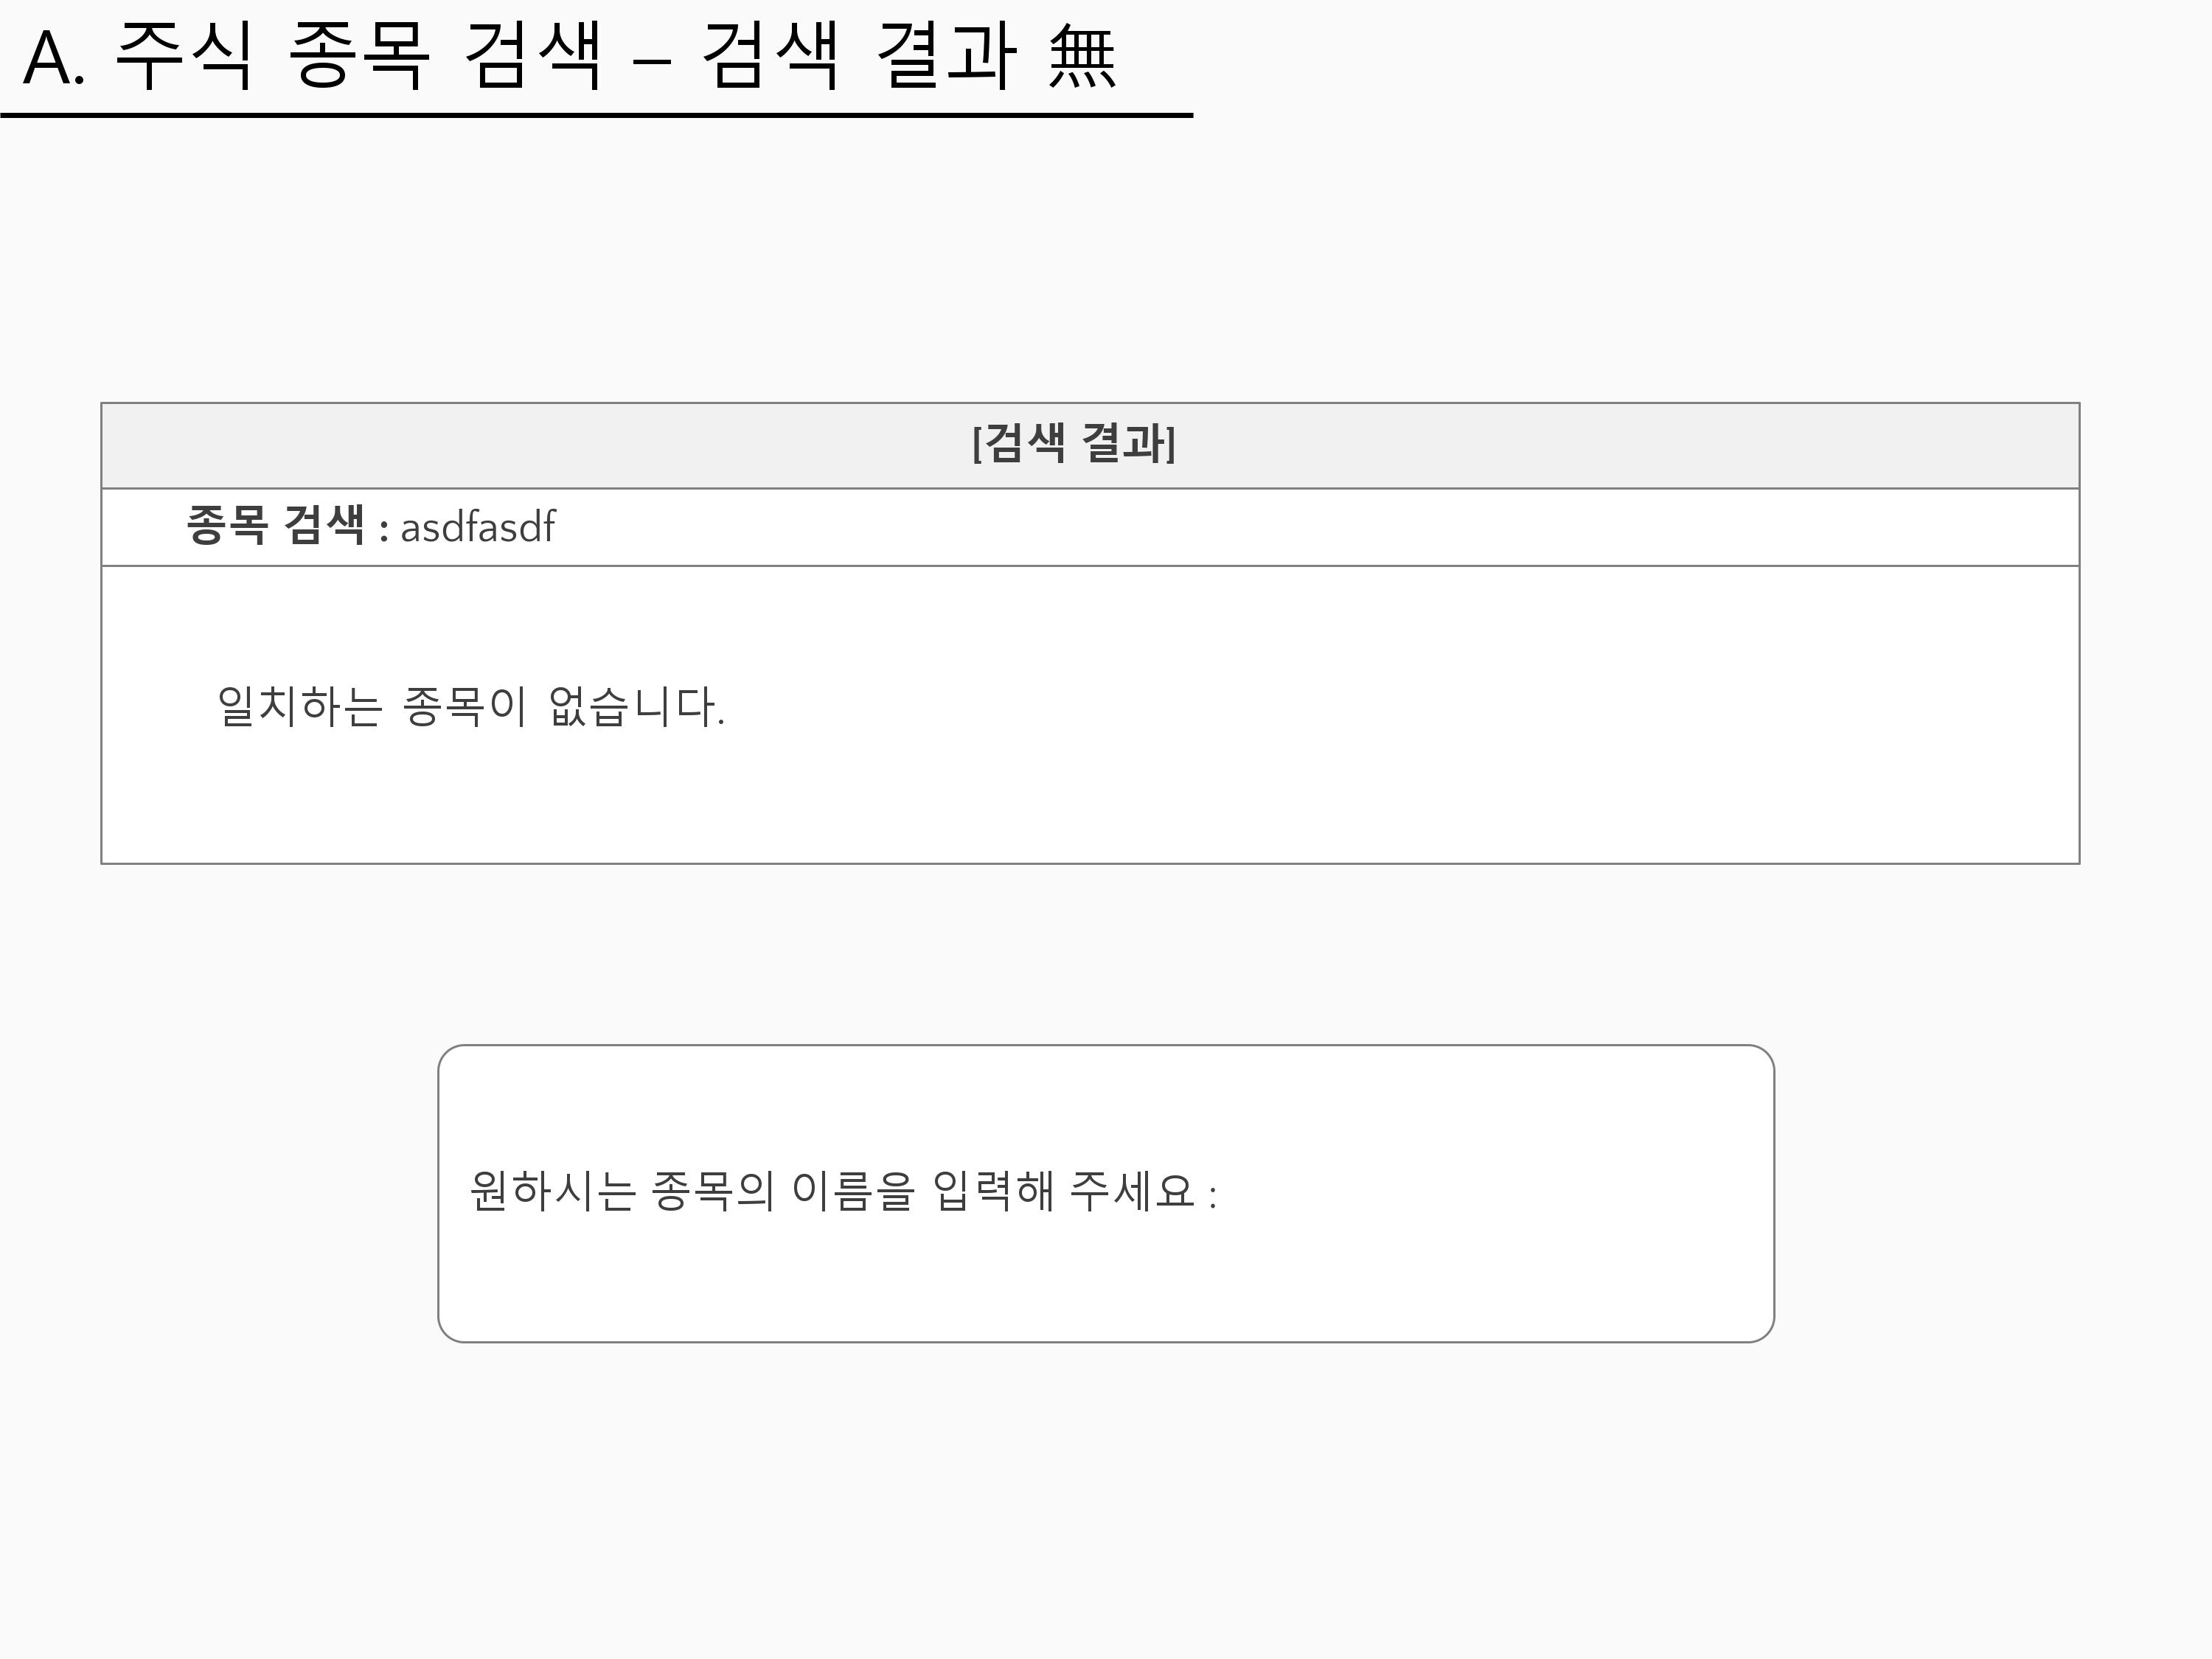 A. 주식 종목 검색 – 검색 결과 無
[검색 결과]
종목 검색 : asdfasdf
일치하는 종목이 없습니다.
원하시는 종목의 이름을 입력해 주세요 :